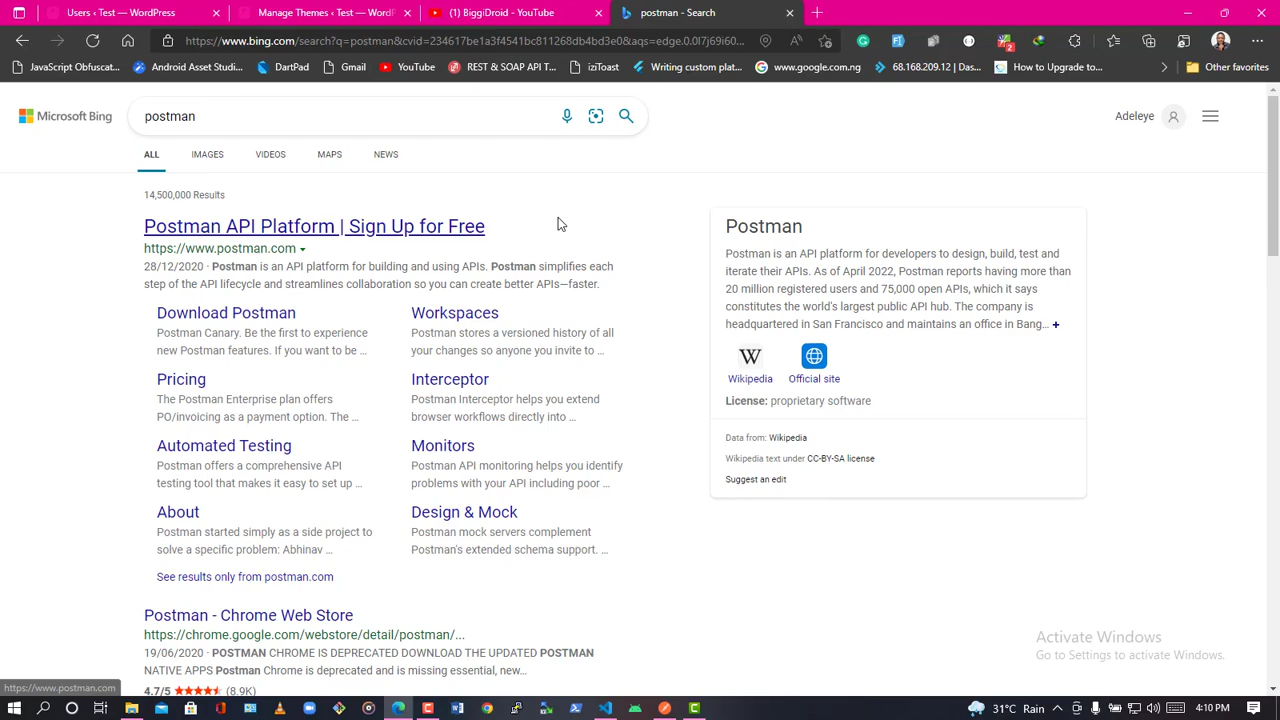 Users ‹ Test — WordPress
Manage Themes ‹ Test — WordP
(1) BiggiDroid - YouTube
postman - Search
https://www.bing.com/search?q=postman&cvid=234617be1a3f4541bc811268db4bd3e0&aqs=edge.0.0l7j69i60...
2
JavaScript Obfuscat...
Android Asset Studi...
DartPad
Gmail
YouTube
REST & SOAP API T...
iziToast
Writing custom plat...
www.google.com.ng
68.168.209.12 | Das...
How to Upgrade to...
Other favorites
Microsoft Bing
postman
Adeleye
ALL
IMAGES
VIDEOS
MAPS
NEWS
14,500,000 Results
Postman API Platform | Sign Up for Free
https://www.postman.com
28/12/2020 · Postman is an API platform for building and using APIs. Postman simplifies each
step of the API lifecycle and streamlines collaboration so you can create better APIs—faster.
Download Postman
Postman Canary. Be the first to experience
new Postman features. If you want to be ...
Workspaces
Postman stores a versioned history of all
your changes so anyone you invite to ...
Pricing
The Postman Enterprise plan offers
PO/invoicing as a payment option. The ...
Interceptor
Postman Interceptor helps you extend
browser workflows directly into ...
Automated Testing
Postman offers a comprehensive API
testing tool that makes it easy to set up ...
Monitors
Postman API monitoring helps you identify
problems with your API including poor ...
About
Postman started simply as a side project to
solve a specific problem: Abhinav ...
Design & Mock
Postman mock servers complement
Postman's extended schema support. ...
See results only from postman.com
Postman - Chrome Web Store
https://chrome.google.com/webstore/detail/postman/...
19/06/2020 · POSTMAN CHROME IS DEPRECATED DOWNLOAD THE UPDATED POSTMAN
NATIVE APPS Postman Chrome is deprecated and is missing essential, new...
4.7/5 (8.9K)
Postman
Postman is an API platform for developers to design, build, test and
iterate their APIs. As of April 2022, Postman reports having more than
20 million registered users and 75,000 open APIs, which it says
constitutes the world's largest public API hub. The company is
headquartered in San Francisco and maintains an office in Bang... +
W
Wikipedia
Official site
License: proprietary software
Data from: Wikipedia
Wikipedia text under CC-BY-SA license
Suggest an edit
Activate Windows
Go to Settings to activate Windows.
https://www.postman.com
31°C Rain
4:10 PM